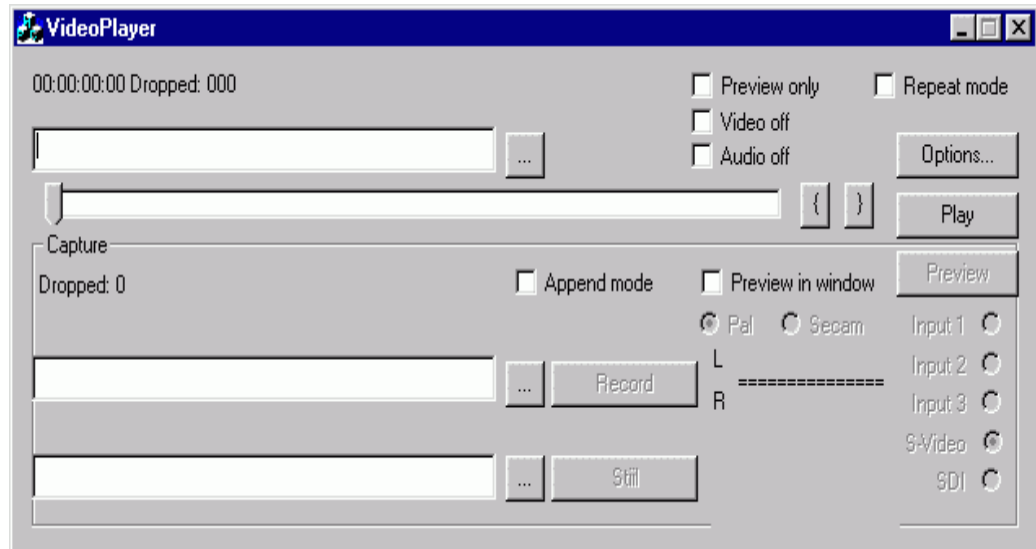 VideoPlayer
00:00:00:00 Dropped: 000
Preview only
Repeat mode
Video off
Audio off
...
Options...
{
}
Play
Capture
Preview
Dropped: 0
Append mode
Preview in window
Pal
Secam
Input 1
L
===============
R
Input 2
...
Record
Input 3
S-Video
...
Stiil
SDI